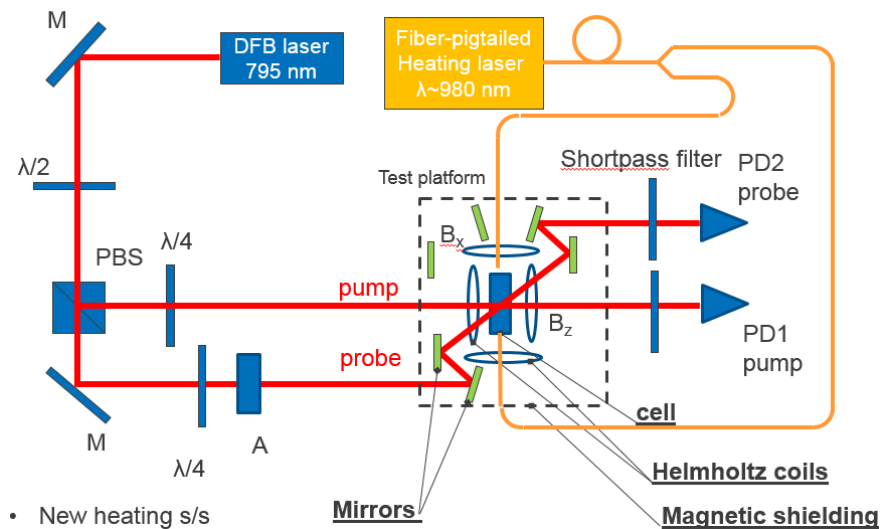 M
DFB laser
795 nm
Fiber-pigtailed
Heating laser
λ~980 nm
λ/2
Shortpass filter
PD2
probe
Test platform
Bx
PBS
λ/4
pump
Bz
PD1
pump
probe
M
λ/4
A
cell
Helmholtz coils
Mirrors
Magnetic shielding
• New heating s/s